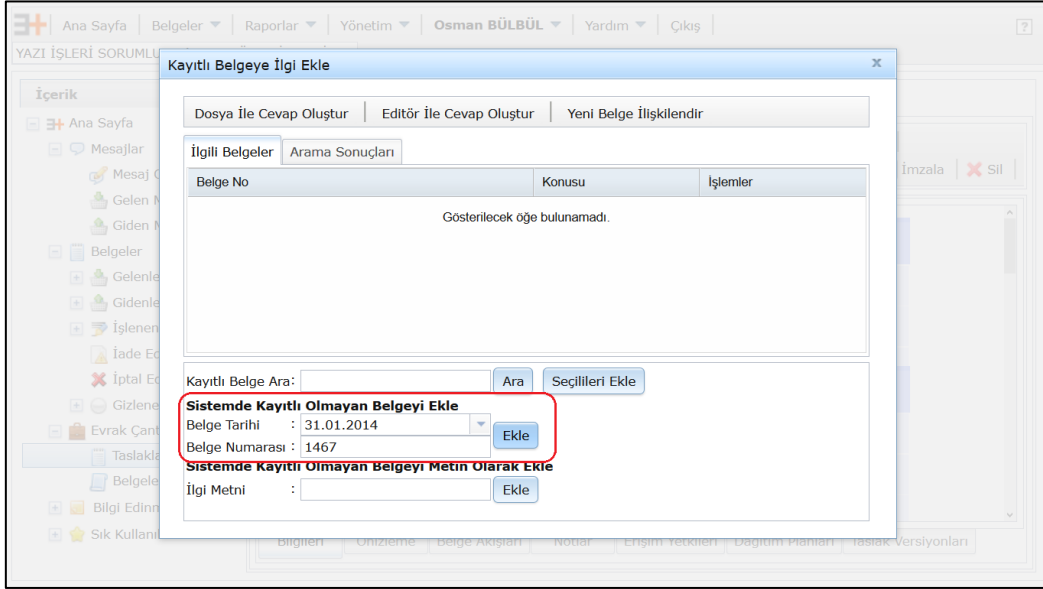 Ana Sayfa Belgeler Raporlar Yönetim Osman BÜLBÜL Yardım Çıkış ?
YAZI İŞLERİ SORUMLU
Kayıtlı Belgeye İlgi Ekle x
İçerik
Dosya İle Cevap Oluştur Editör İle Cevap Oluştur Yeni Belge İlişkilendir
Ana Sayfa
Mesajlar
İlgili Belgeler Arama Sonuçları
Mesaj
İmzala Sil
Belge No Konusu İşlemler
Gelen
Gösterilecek öğe bulunamadı.
Giden
Belgeler
Gelenle
Gidenle
İşlenen
İade Ed
İptal Ed
Kayıtlı Belge Ara: Ara Seçilileri Ekle
Gizlene
Sistemde Kayıtlı Olmayan Belgeyi Ekle
Evrak Çant
Belge Tarihi : 31.01.2014
Ekle
Belge Numarası : 1467
Taslakla
Sistemde Kayıtlı Olmayan Belgeyi Metin Olarak Ekle
Belgele
İlgi Metni : Ekle
Bilgi Edinm
Sık Kullanıl
Bilgileri Önizleme Belge Akışları Notlar Erişim Yetkileri Dağıtım Planları Taslak Versiyonları